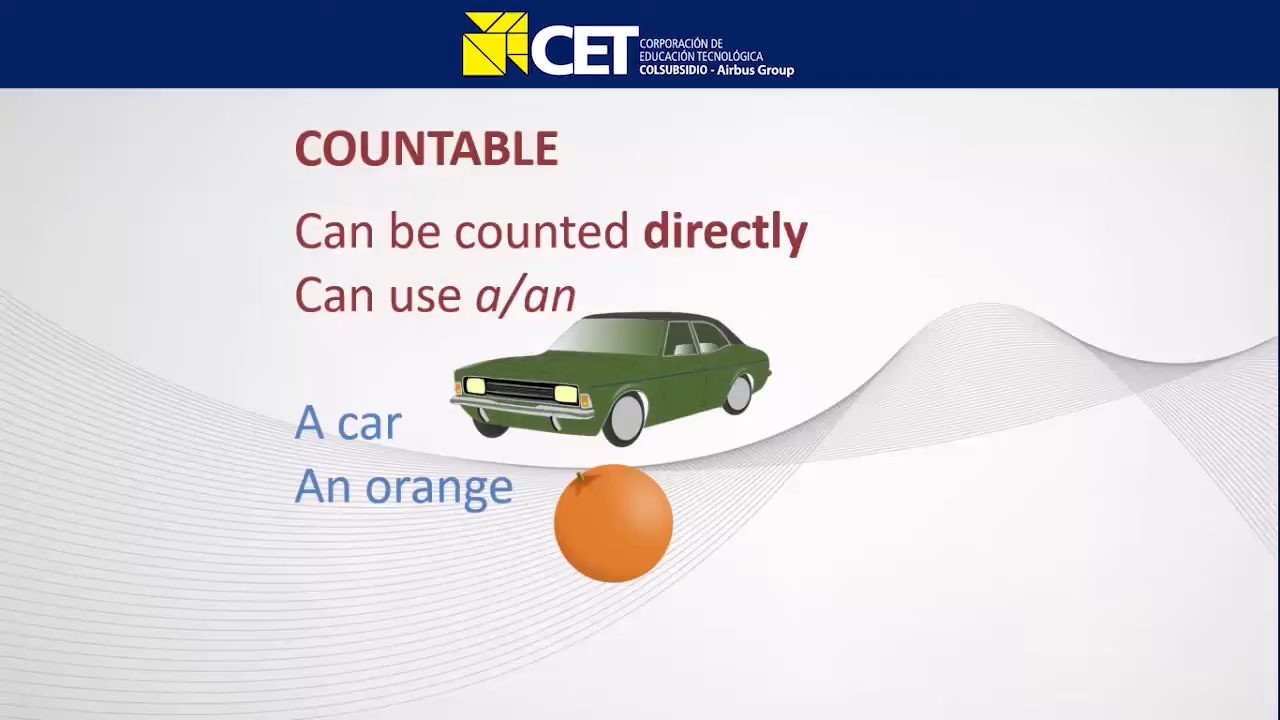 CET
CORPORACIÓN DE
EDUCACIÓN TECNOLÓGICA
COLSUBSIDIO - Airbus Group
COUNTABLE
Can be counted directly
Can use a/an
A car
An orange